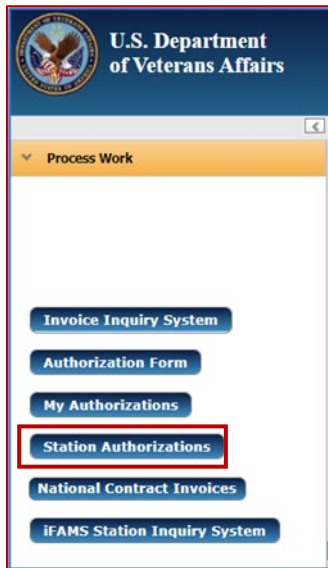 U.S. Department
of Veterans Affairs
Process Work
Invoice Inquiry System
Authorization Form
My Authorizations
Station Authorizations
National Contract Invoices
iFAMS Station Inquiry System